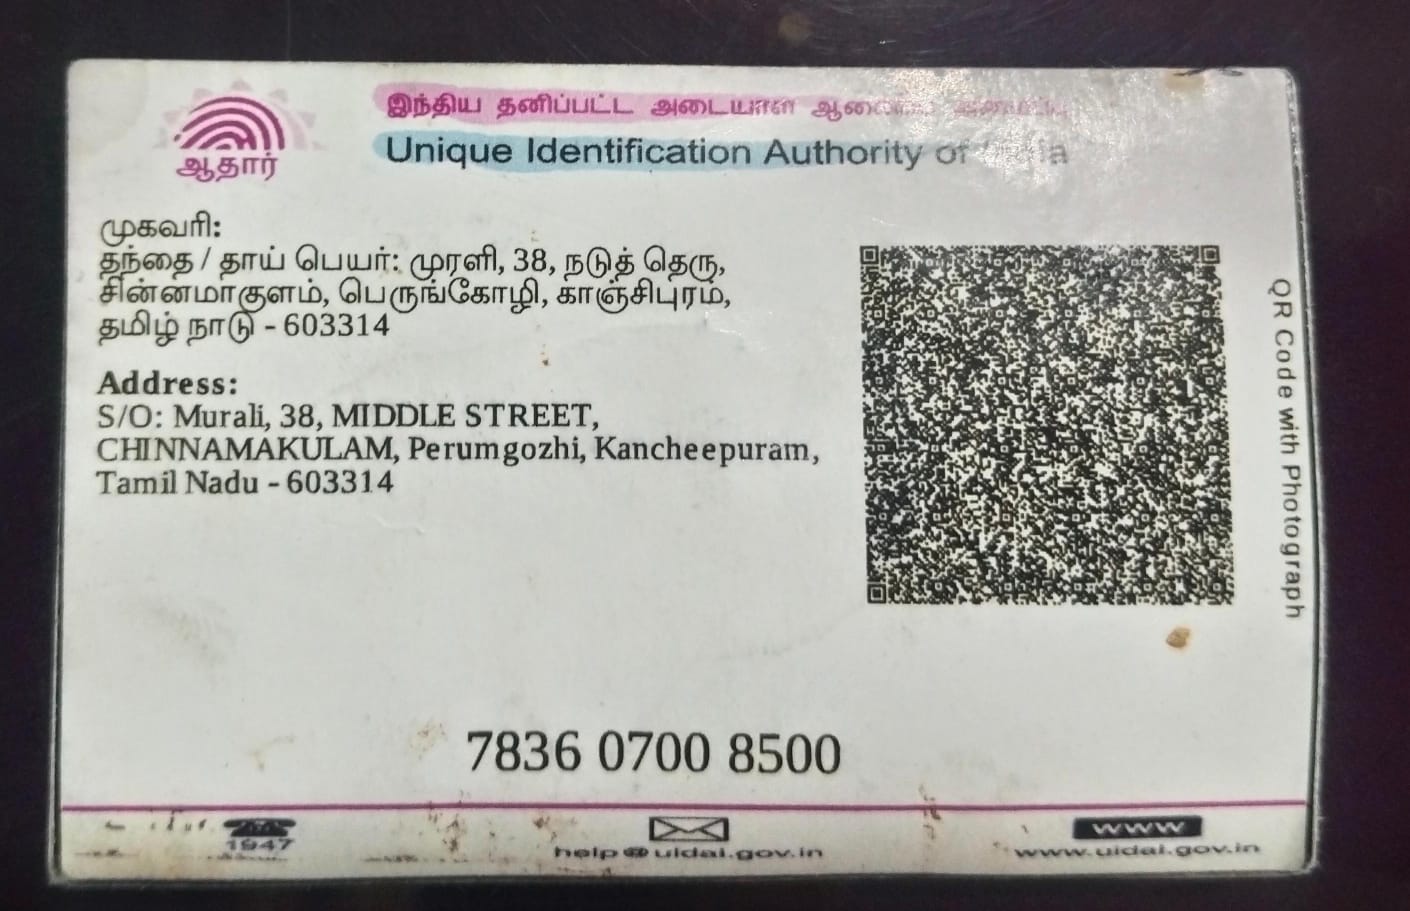 ஆதார்
இந்திய தனிப்பட்ட அடையாள
Unique Identification Authority of India
முகவரி:
தந்தை / தாய் பெயர்: முரளி, 38, நடுத் தெரு,
சின்னமாகுளம், பெருங்கோழி, காஞ்சிபுரம்,
தமிழ் நாடு - 603314
Address:
S/O: Murali, 38, MIDDLE STREET,
CHINNAMAKULAM, Perumgozhi, Kancheepuram,
Tamil Nadu - 603314
QR Code with Photograph
7836 0700 8500
1947
help@uidai.gov.in
www
www.uidai.gov.in